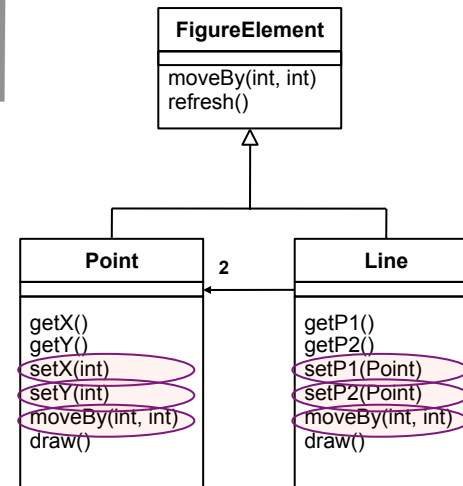 FigureElement
moveBy(int, int)
refresh()
Point
getX()
getY()
setX(int)
setY(int)
moveBy(int, int)
draw()
2
Line
getP1()
getP2()
setP1(Point)
setP2(Point)
moveBy(int, int)
draw()